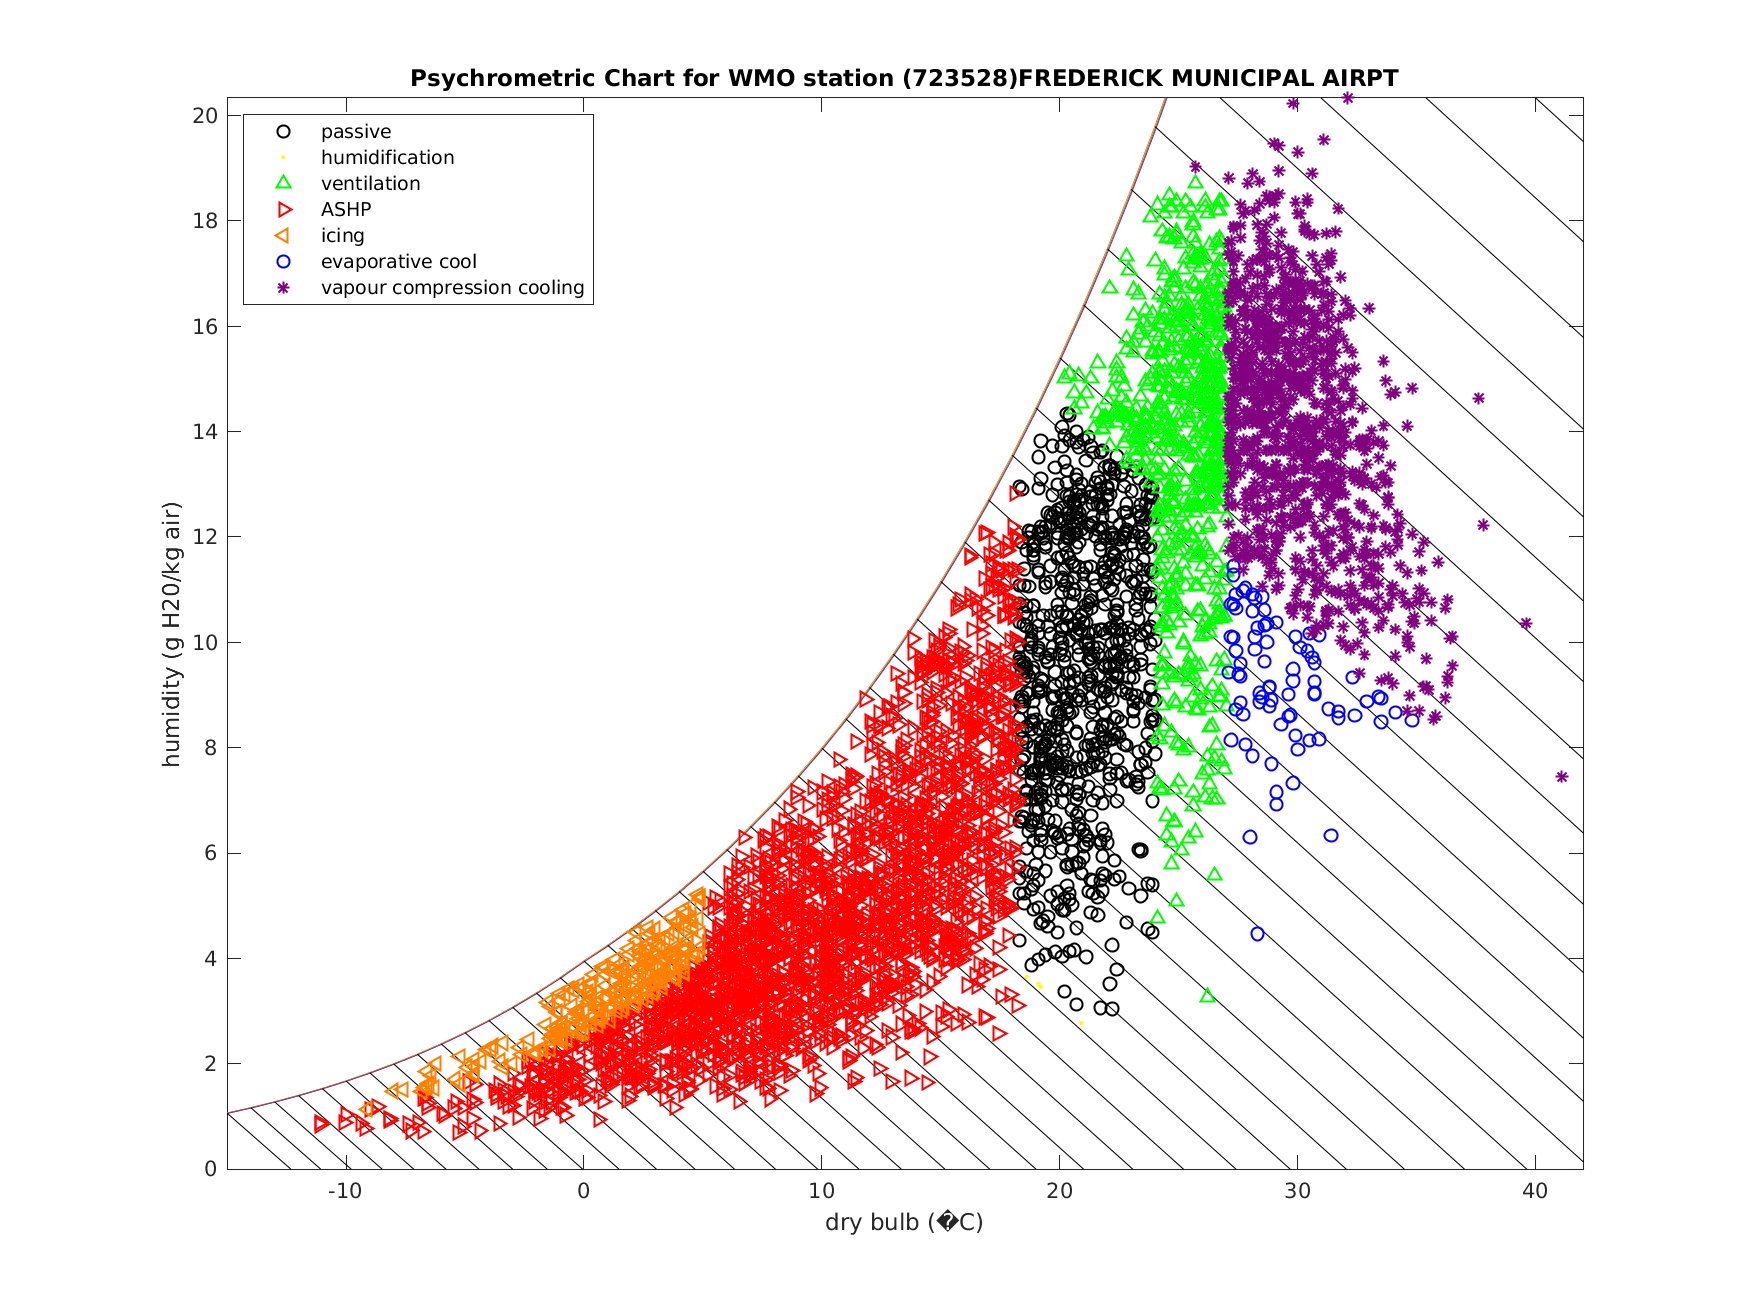 Psychrometric Chart for WMO station (723528)FREDERICK MUNICIPAL AIRPT
passive
humidification
ventilation
ASHP
icing
evaporative cool
vapour compression cooling
humidity (g H20/kg air)
20
18
16
14
12
10
8
6
4
2
0
-10 0 10 20 30 40
dry bulb (�C)